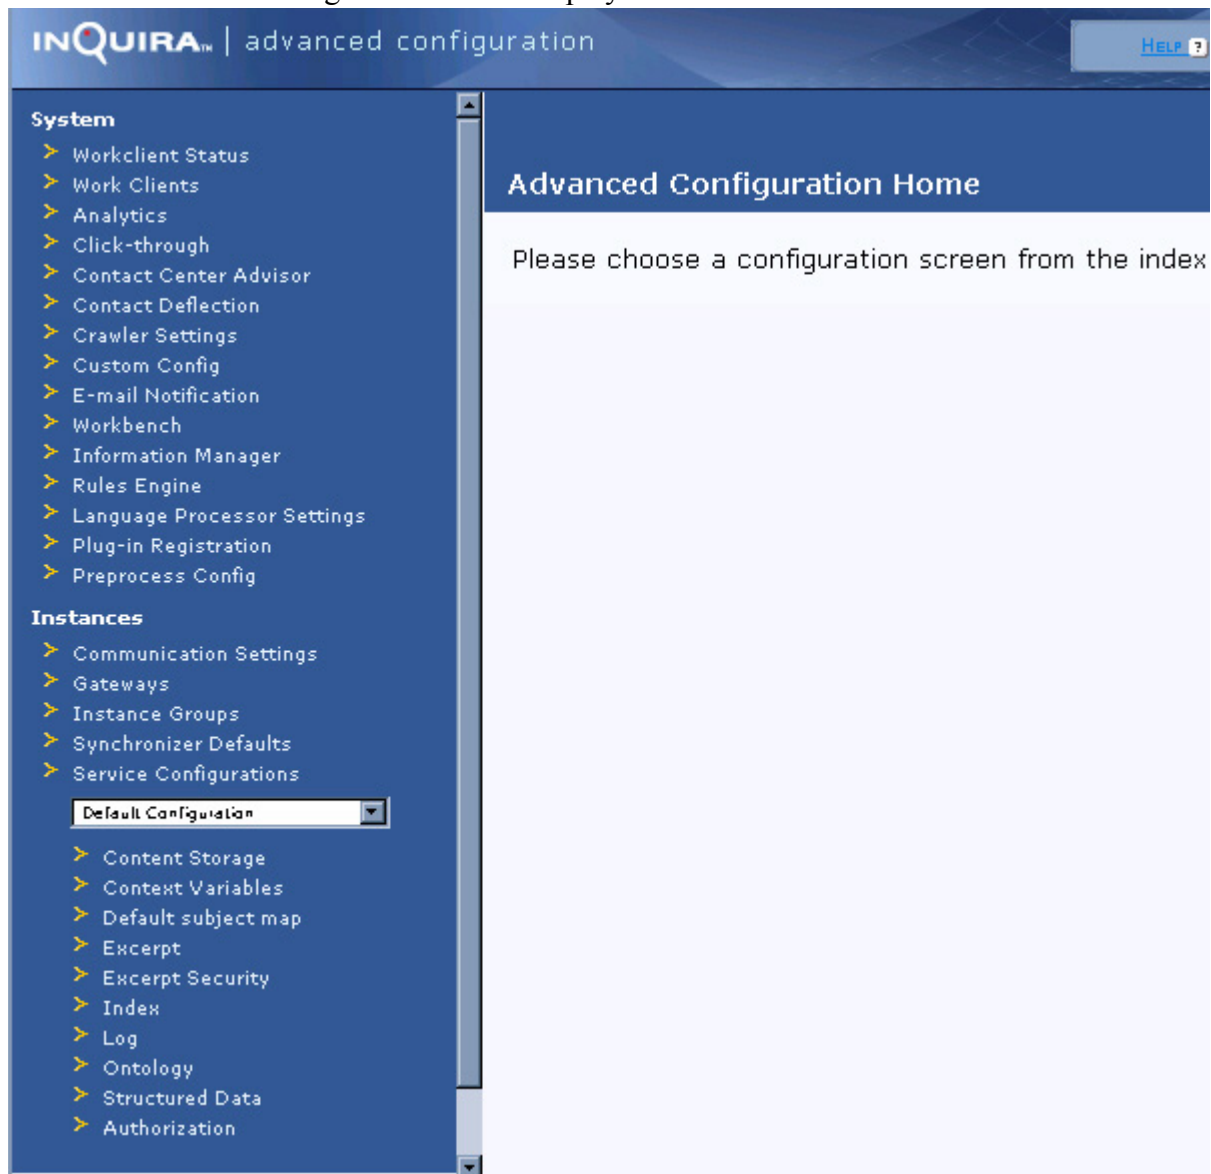 INQUIRA™ | advanced configuration
HELP ?
System
Workclient Status
Work Clients
Analytics
Click-through
Contact Center Advisor
Contact Deflection
Crawler Settings
Custom Config
E-mail Notification
Workbench
Information Manager
Rules Engine
Language Processor Settings
Plug-in Registration
Preprocess Config
Instances
Communication Settings
Gateways
Instance Groups
Synchronizer Defaults
Service Configurations
Default Configuration
Content Storage
Context Variables
Default subject map
Excerpt
Excerpt Security
Index
Log
Ontology
Structured Data
Authorization
Advanced Configuration Home
Please choose a configuration screen from the index